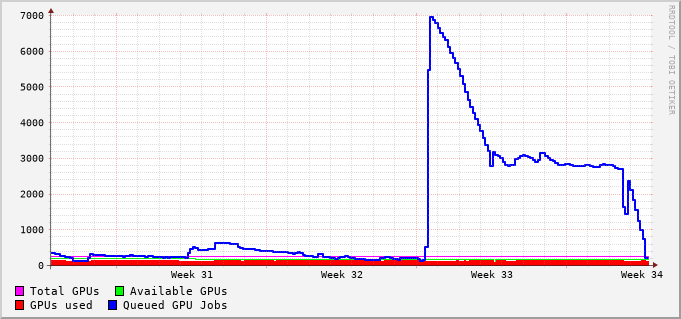 7000
6000
5000
4000
3000
2000
1000
0
Week 31 Week 32 Week 33 Week 34
Total GPUs Available GPUs
GPUs used Queued GPU Jobs
RRDTOOL / TOBI OETIKER